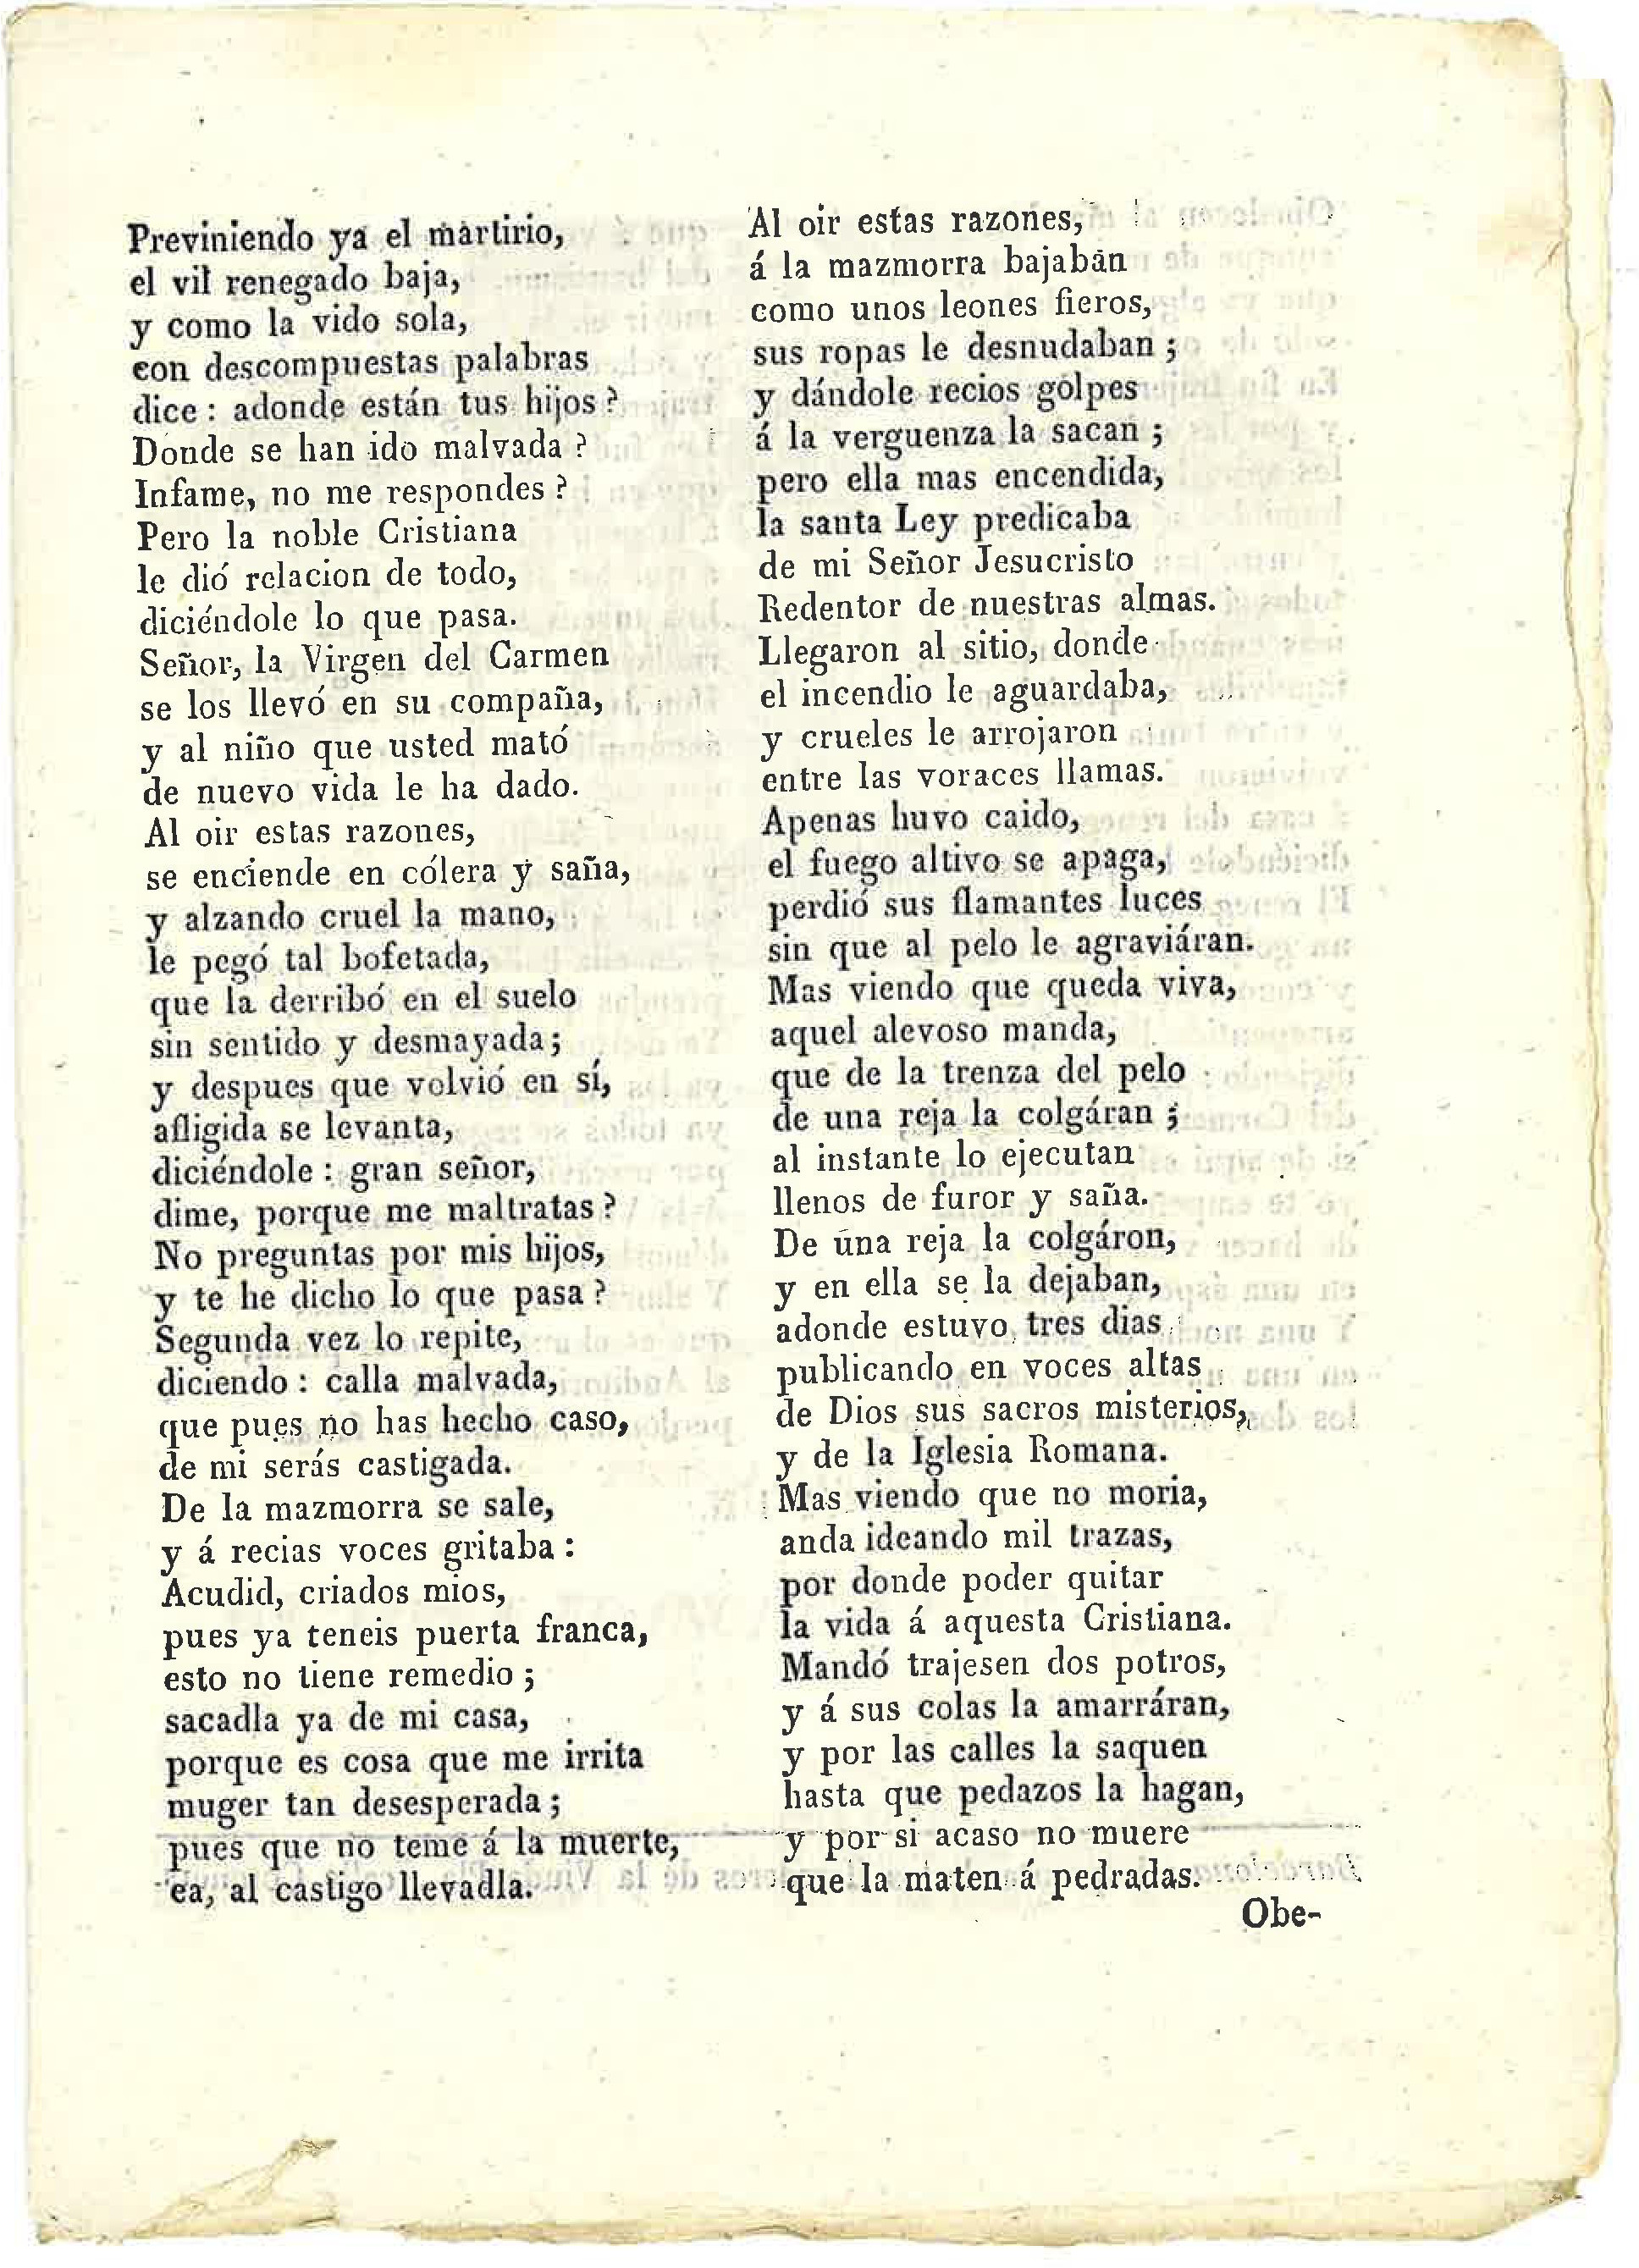 Previniendo ya el martirio,
el vil renegado baja,
y como la vido sola,
con descompuestas palabras
dice : adonde están tus hijos ?
Donde se han ido malvada ?
Infame, no me respondes ?
Pero la noble Cristiana
le dió relacion de todo,
diciéndole lo que pasa.
Señor, la Virgen del Carmen
se los llevó en su compaña,
y al niño que usted mató
de nuevo vida le ha dado.
Al oir estas razones,
se enciende en cólera y saña,
y alzando cruel la mano,
le pegó tal bofetada,
que la derribó en el suelo
sin sentido y desmayada;
y despues que volvió en sí,
afligida se levanta,
diciéndole : gran señor,
dime, porque me maltratas ?
No preguntas por mis hijos,
y te he dicho lo que pasa ?
Segunda vez lo repite,
diciendo : calla malvada,
que pues no has hecho caso,
de mi serás castigada.
De la mazmorra se sale,
y á recias voces gritaba :
Acudid, criados mios,
pues ya teneis puerta franca,
esto no tiene remedio ;
sacadla ya de mi casa,
porque es cosa que me irrita
muger tan desesperada ;
pues que no teme á la muerte,
ea, al castigo llevadla.
Al oir estas razones,
á la mazmorra bajaban
como unos leones fieros,
sus ropas le desnudaban ;
y dándole recios golpes
á la verguenza la sacan ;
pero ella mas encendida,
la santa Ley predicaba
de mi Señor Jesucristo
Redentor de nuestras almas.
Llegaron al sitio, donde
el incendio le aguardaba,
y crueles le arrojaron
entre las voraces llamas.
Apenas huvo caido,
el fuego altivo se apaga,
perdió sus flamantes luces
sin que al pelo le agraviáran.
Mas viendo que queda viva,
aquel alevoso manda,
que de la trenza del pelo
de una reja la colgáran ;
al instante lo ejecutan
llenos de furor y saña.
De una reja la colgáron,
y en ella se la dejaban,
adonde estuvo tres dias
publicando en voces altas
de Dios sus sacros misterios,
y de la Iglesia Romana.
Mas viendo que no moria,
anda ideando mil trazas,
por donde poder quitar
la vida á aquesta Cristiana.
Mandó trajesen dos potros,
y á sus colas la amarráran,
y por las calles la saquen
hasta que pedazos la hagan,
y por si acaso no muere
que la maten á pedradas.
Obe-